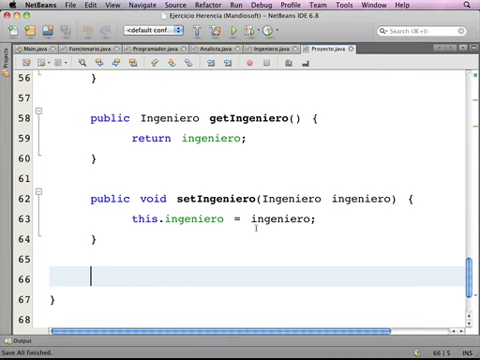 NetBeans File Edit View Navigate Source Refactor Run Debug Profile Team Tools Window Help
Ejercicio Herencia (Mandiosoft) - NetBeans IDE 6.8
<default conf...
Search (⌘+I)
Main.java Funcionario.java Programador.java Analista.java Ingeniero.java Proyecto.java
Projects
56 }
57
58 public Ingeniero getIngeniero() {
59 return ingeniero;
60 }
61
62 public void setIngeniero(Ingeniero ingeniero) {
63 this.ingeniero = ingeniero;
64 }
65
66
67 }
68
Output
Save All finished. 66 | 5 INS